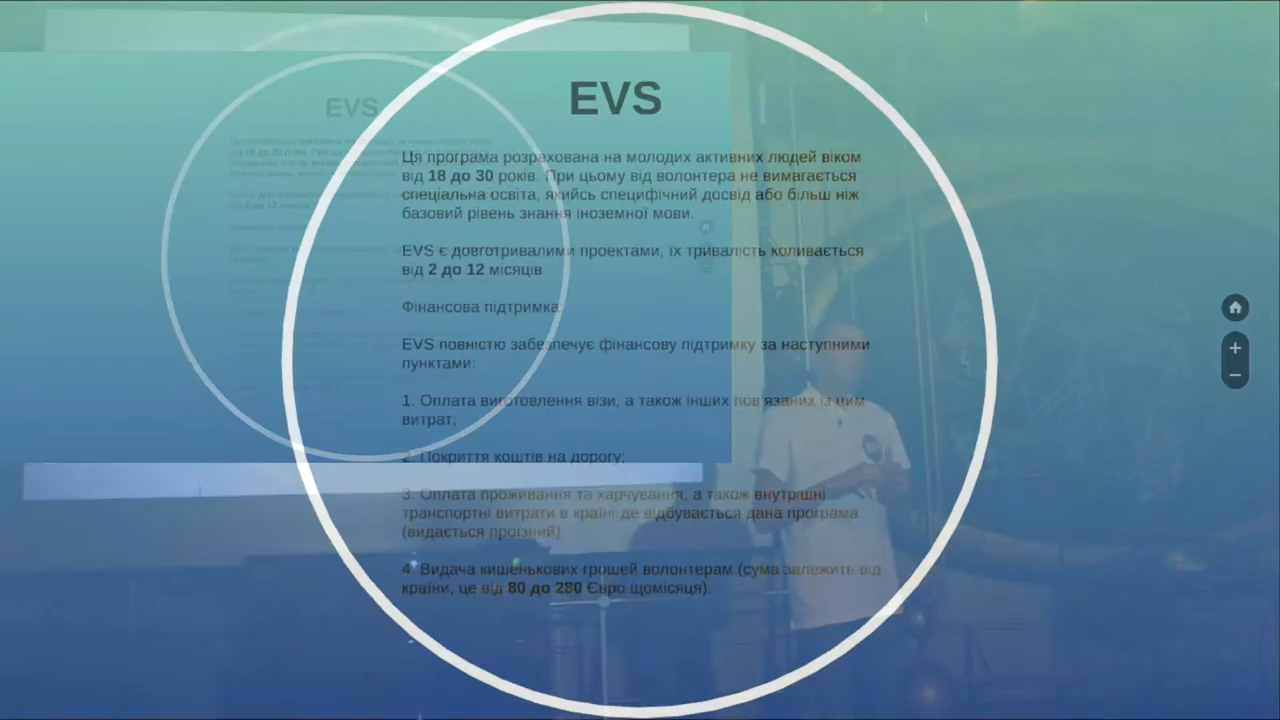 EVS
EVS
Ця програма розрахована на молодих активних людей віком
від 18 до 30 років. При цьому від волонтера не вимагається
спеціальна освіта, якийсь специфічний досвід або більш ніж
базовий рівень знання іноземної мови.
EVS є довготривалими проектами, їх тривалість коливається
від 2 до 12 місяців
Фінансова підтримка:
EVS повністю забезпечує фінансову підтримку за наступними
пунктами:
1. Оплата виготовлення візи, а також інших пов'язаних із цим
витрат;
2. Покриття коштів на дорогу;
3. Оплата проживання та харчування, а також внутрішні
транспортні витрати в країні де відбувається дана програма
(видається проїзний).
4. Видача кишенькових грошей волонтерам (сума залежить від
країни, це від 80 до 280 Євро щомісяця).